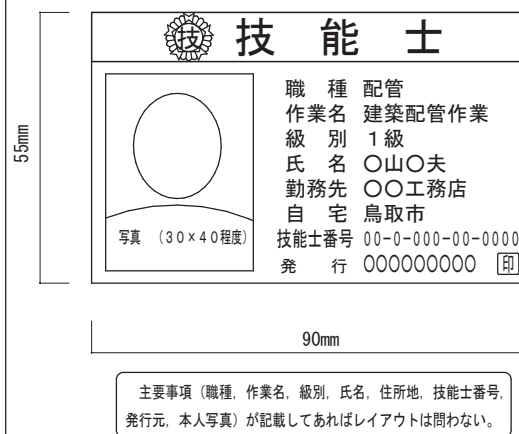 技 技 能 士
55mm
職 種 配管
作業名 建築配管作業
級 別 1級
氏 名 〇山〇夫
勤務先 〇〇工務店
自 宅 鳥取市
写真 (30×40程度)
技能士番号 00-0-000-00-0000
発 行 000000000 印
90mm
主要事項(職種,作業名,級別,氏名,住所地,技能士番号,
発行元,本人写真)が記載してあればレイアウトは問わない。